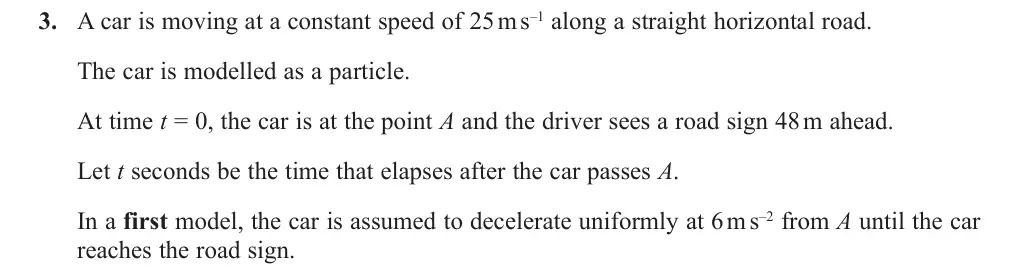 3. A car is moving at a constant speed of 25 m s⁻¹ along a straight horizontal road.
The car is modelled as a particle.
At time t = 0, the car is at the point A and the driver sees a road sign 48 m ahead.
Let t seconds be the time that elapses after the car passes A.
In a first model, the car is assumed to decelerate uniformly at 6 m s⁻² from A until the car
reaches the road sign.